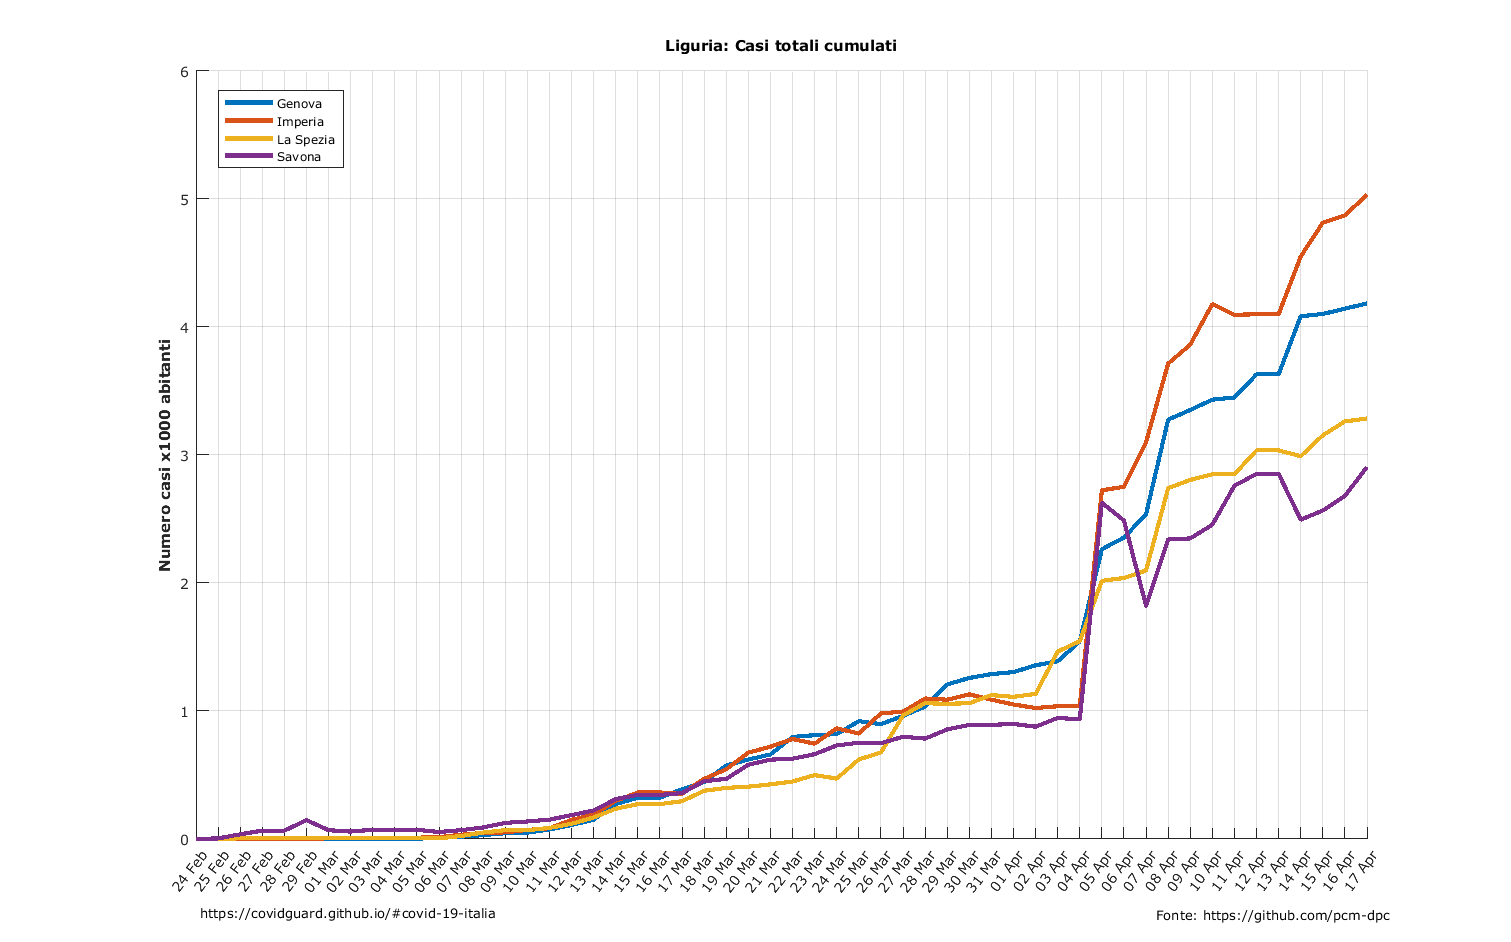 Liguria: Casi totali cumulati
6
5
4
3
2
1
0
Numero casi x1000 abitanti
Genova
Imperia
La Spezia
Savona
24 Feb
25 Feb
26 Feb
27 Feb
28 Feb
29 Feb
01 Mar
02 Mar
03 Mar
04 Mar
05 Mar
06 Mar
07 Mar
08 Mar
09 Mar
10 Mar
11 Mar
12 Mar
13 Mar
14 Mar
15 Mar
16 Mar
17 Mar
18 Mar
19 Mar
20 Mar
21 Mar
22 Mar
23 Mar
24 Mar
25 Mar
26 Mar
27 Mar
28 Mar
29 Mar
30 Mar
31 Mar
01 Apr
02 Apr
03 Apr
04 Apr
05 Apr
06 Apr
07 Apr
08 Apr
09 Apr
10 Apr
11 Apr
12 Apr
13 Apr
14 Apr
15 Apr
16 Apr
17 Apr
https://covidguard.github.io/#covid-19-italia
Fonte: https://github.com/pcm-dpc